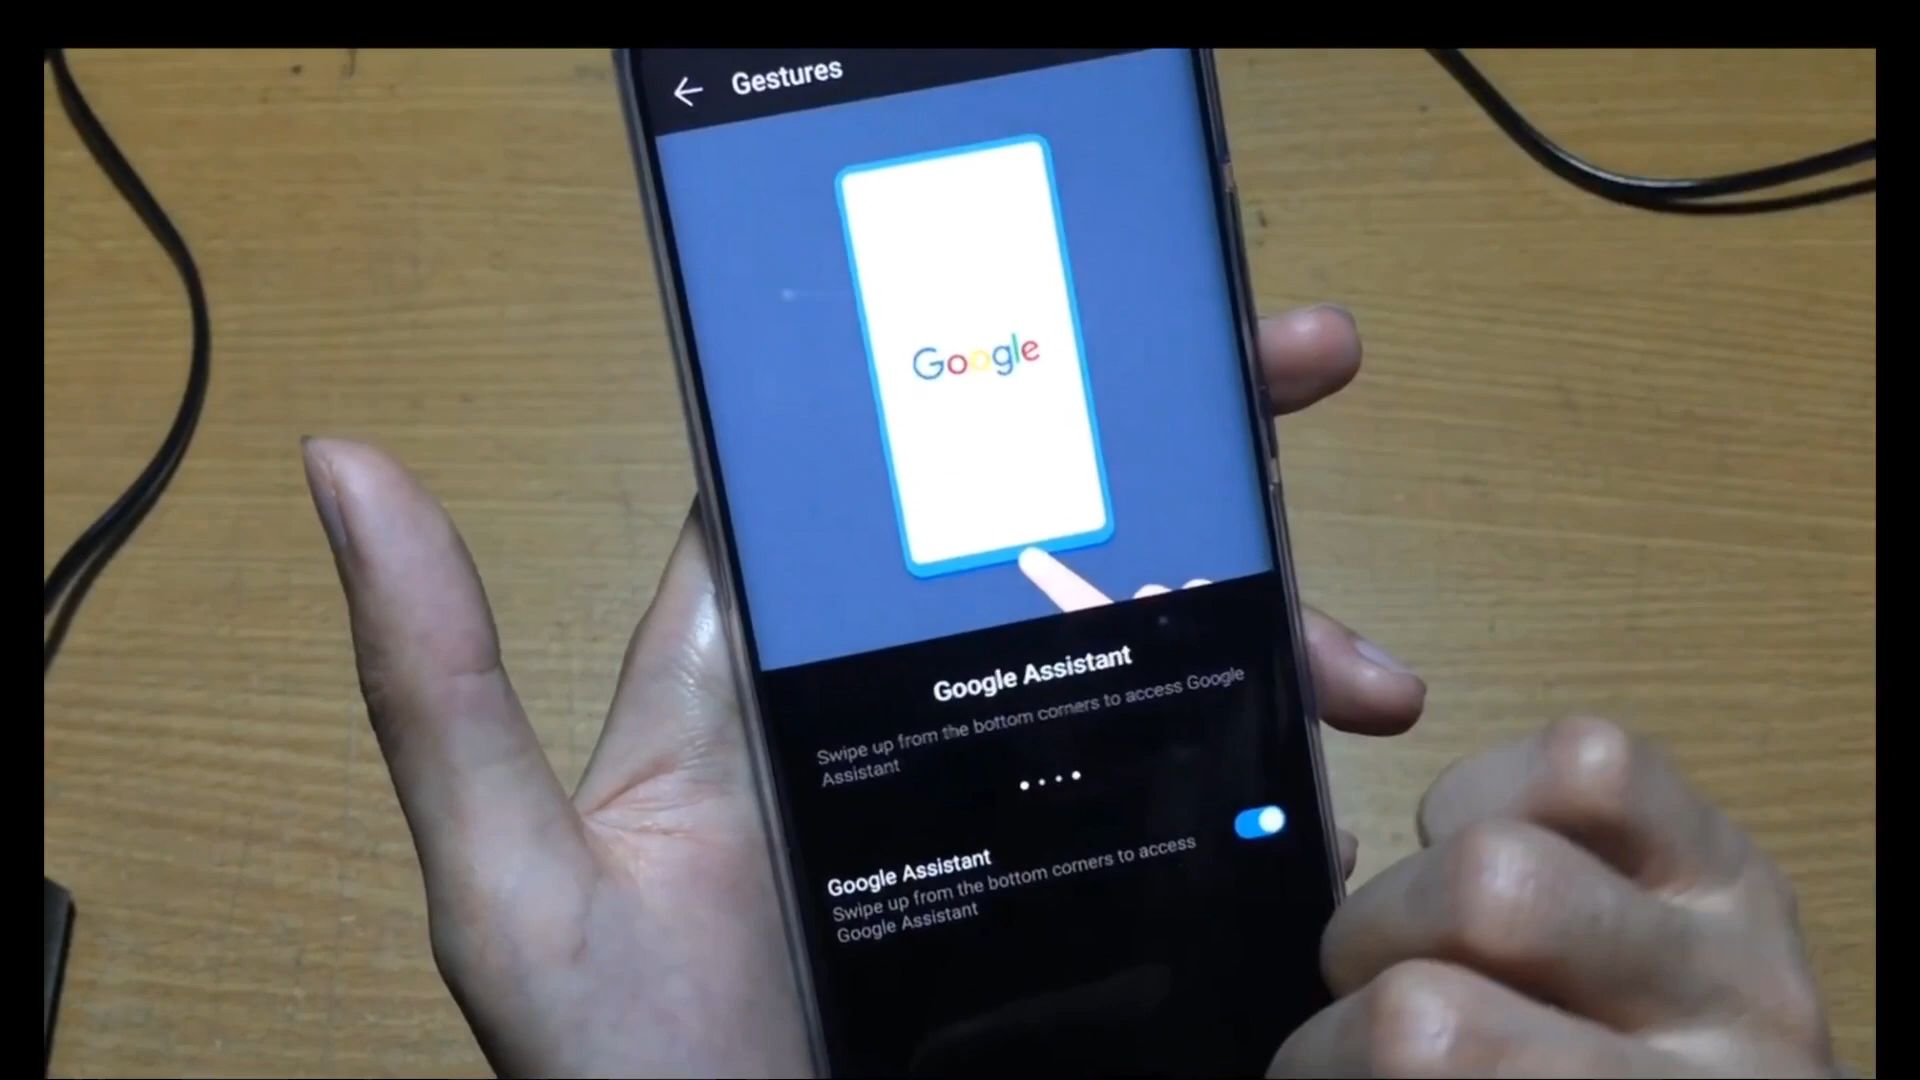 Gestures
Google
Google Assistant
Swipe up from the bottom corners to access Google
Assistant
Google Assistant
Swipe up from the bottom corners to access
Google Assistant